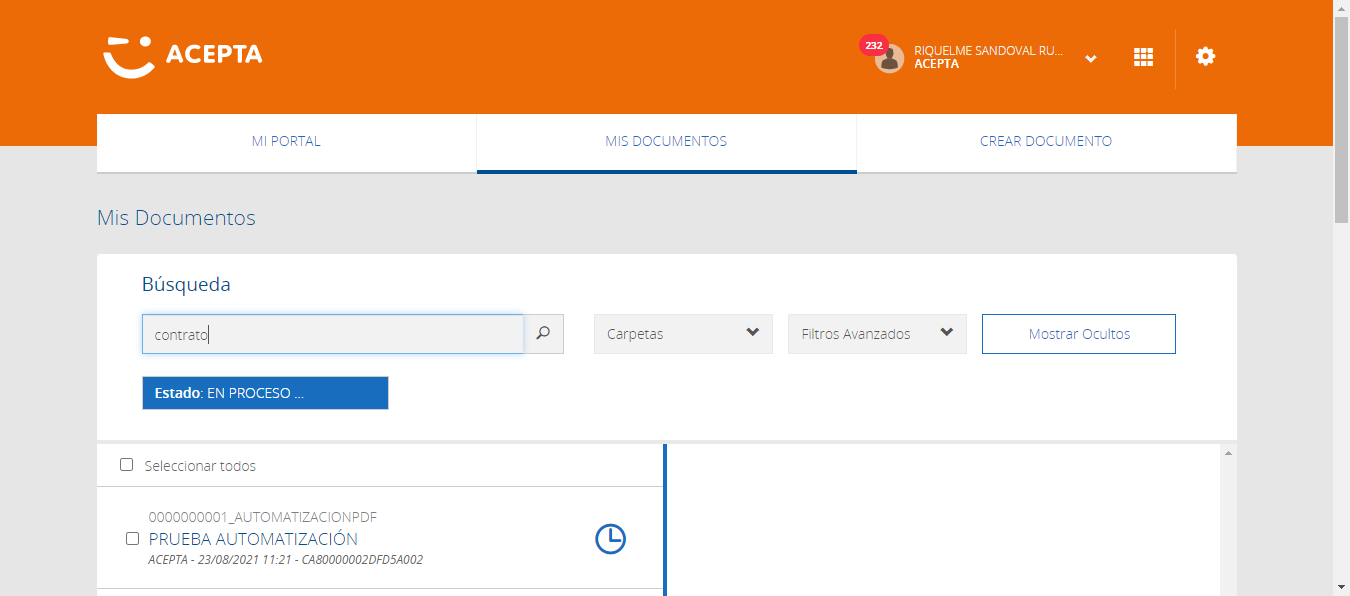 ACEPTA
232
RIQUELME SANDOVAL RU...
ACEPTA
MI PORTAL
MIS DOCUMENTOS
CREAR DOCUMENTO
Mis Documentos
Búsqueda
contrato
Carpetas
Filtros Avanzados
Mostrar Ocultos
Estado: EN PROCESO ...
Seleccionar todos
0000000001_AUTOMATIZACIONPDF
PRUEBA AUTOMATIZACIÓN
ACEPTA - 23/08/2021 11:21 - CA80000002DFD5A002